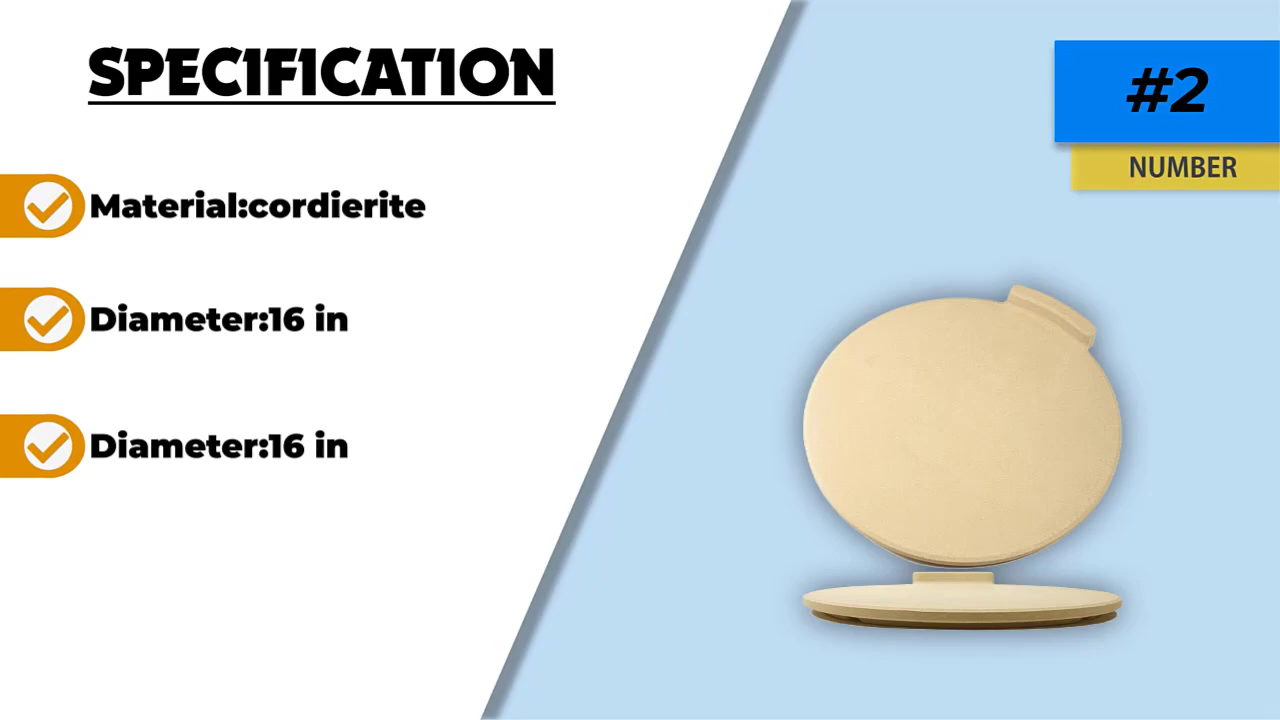 SPECIFICATION
#2
NUMBER
Material:cordierite
Diameter:16 in
Diameter:16 in